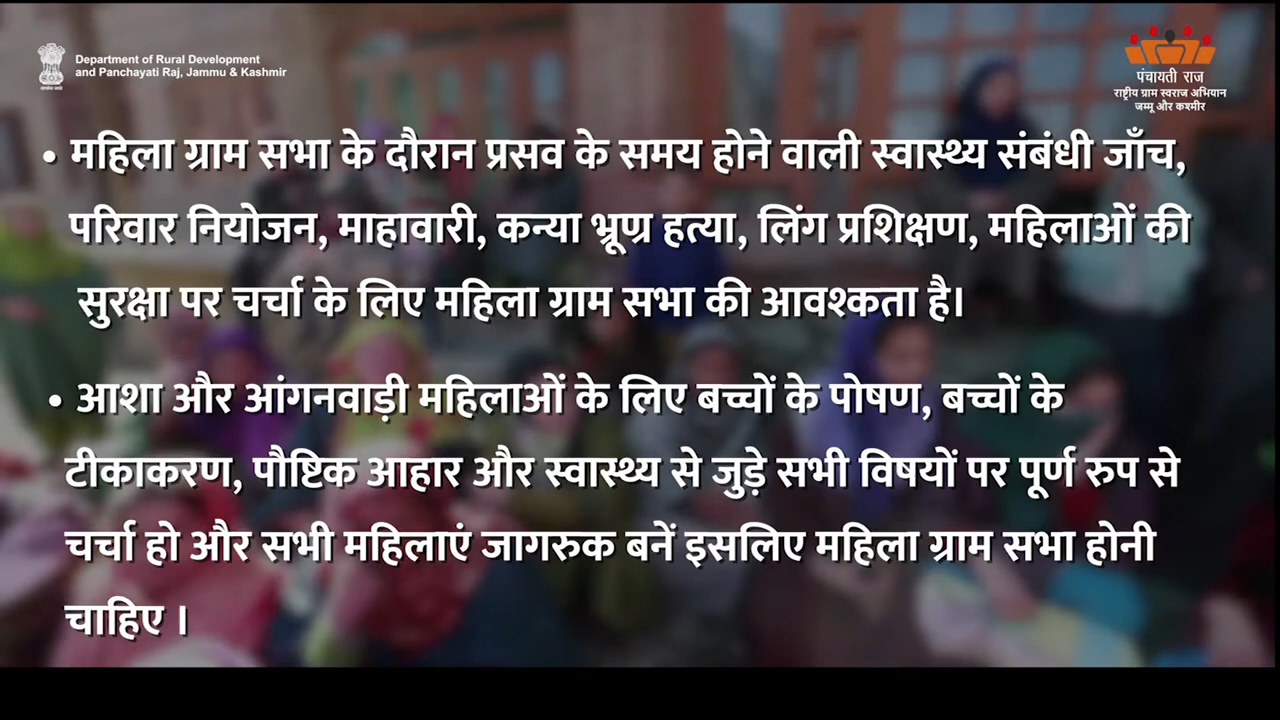 Department of Rural Development
and Panchayati Raj, Jammu & Kashmir
पंचायती राज
राष्ट्रीय ग्राम स्वराज अभियान
जम्मू और कश्मीर
• महिला ग्राम सभा के दौरान प्रसव के समय होने वाली स्वास्थ्य संबंधी जाँच,
परिवार नियोजन, माहावारी, कन्या भ्रूण हत्या, लिंग प्रशिक्षण, महिलाओं की
सुरक्षा पर चर्चा के लिए महिला ग्राम सभा की आवश्कता है।
• आशा और आंगनवाड़ी महिलाओं के लिए बच्चों के पोषण, बच्चों के
टीकाकरण, पौष्टिक आहार और स्वास्थ्य से जुड़े सभी विषयों पर पूर्ण रुप से
चर्चा हो और सभी महिलाएं जागरुक बनें इसलिए महिला ग्राम सभा होनी
चाहिए ।